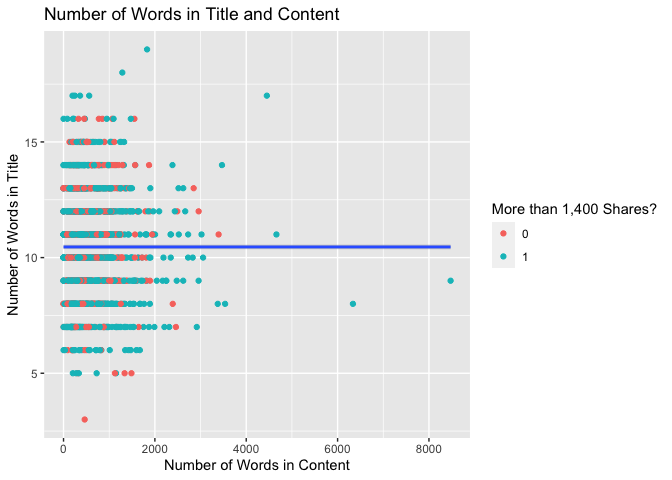 Number of Words in Title and Content
Number of Words in Title
15
10
5
0
2000
4000
6000
8000
Number of Words in Content
More than 1,400 Shares?
0
1